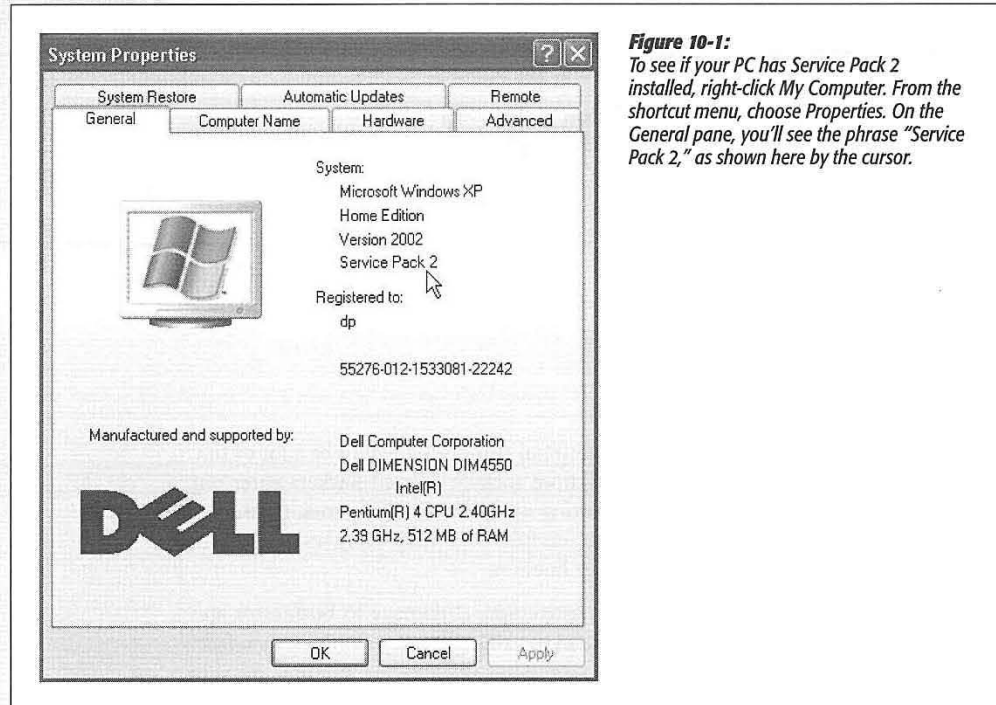 System Properties
System Restore
Automatic Updates
Remote
General
Computer Name
Hardware
Advanced
System:
Microsoft Windows XP
Home Edition
Version 2002
Service Pack 2
Registered to:
dp
55276-012-1533081-22242
Manufactured and supported by:
Dell Computer Corporation
Dell DIMENSION DIM4550
Intel(R)
Pentium(R) 4 CPU 2.40GHz
2.39 GHz, 512 MB of RAM
DELL
OK
Cancel
Apply
Figure 10-1:
To see if your PC has Service Pack 2
installed, right-click My Computer. From the
shortcut menu, choose Properties. On the
General pane, you'll see the phrase "Service
Pack 2," as shown here by the cursor.